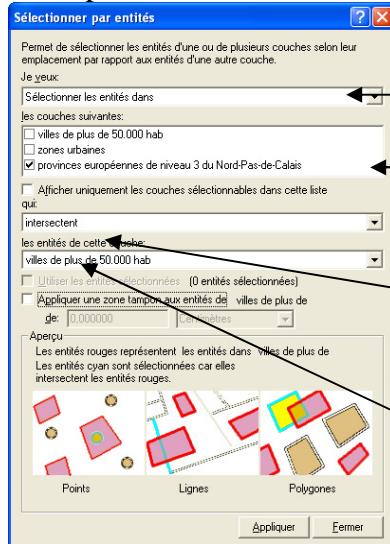 Sélectionner par entités
Permet de sélectionner les entités d'une ou de plusieurs couches selon leur
emplacement par rapport aux entités d'une autre couche.
Je veux:
Sélectionner les entités dans
les couches suivantes:
villes de plus de 50.000 hab
zones urbaines
provinces européennes de niveau 3 du Nord-Pas-de-Calais
Afficher uniquement les couches sélectionnables dans cette liste
qui:
intersectent
les entités de cette couche:
villes de plus de 50.000 hab
Utiliser les entités sélectionnées (0 entités sélectionnées)
Appliquer une zone tampon aux entités de villes de plus de
de: 0,000000 Centimètres
Aperçu
Les entités rouges représentent les entités dans villes de plus de
Les entités cyan sont sélectionnées car elles
intersectent les entités rouges.
Points Lignes Polygones
Appliquer Fermer